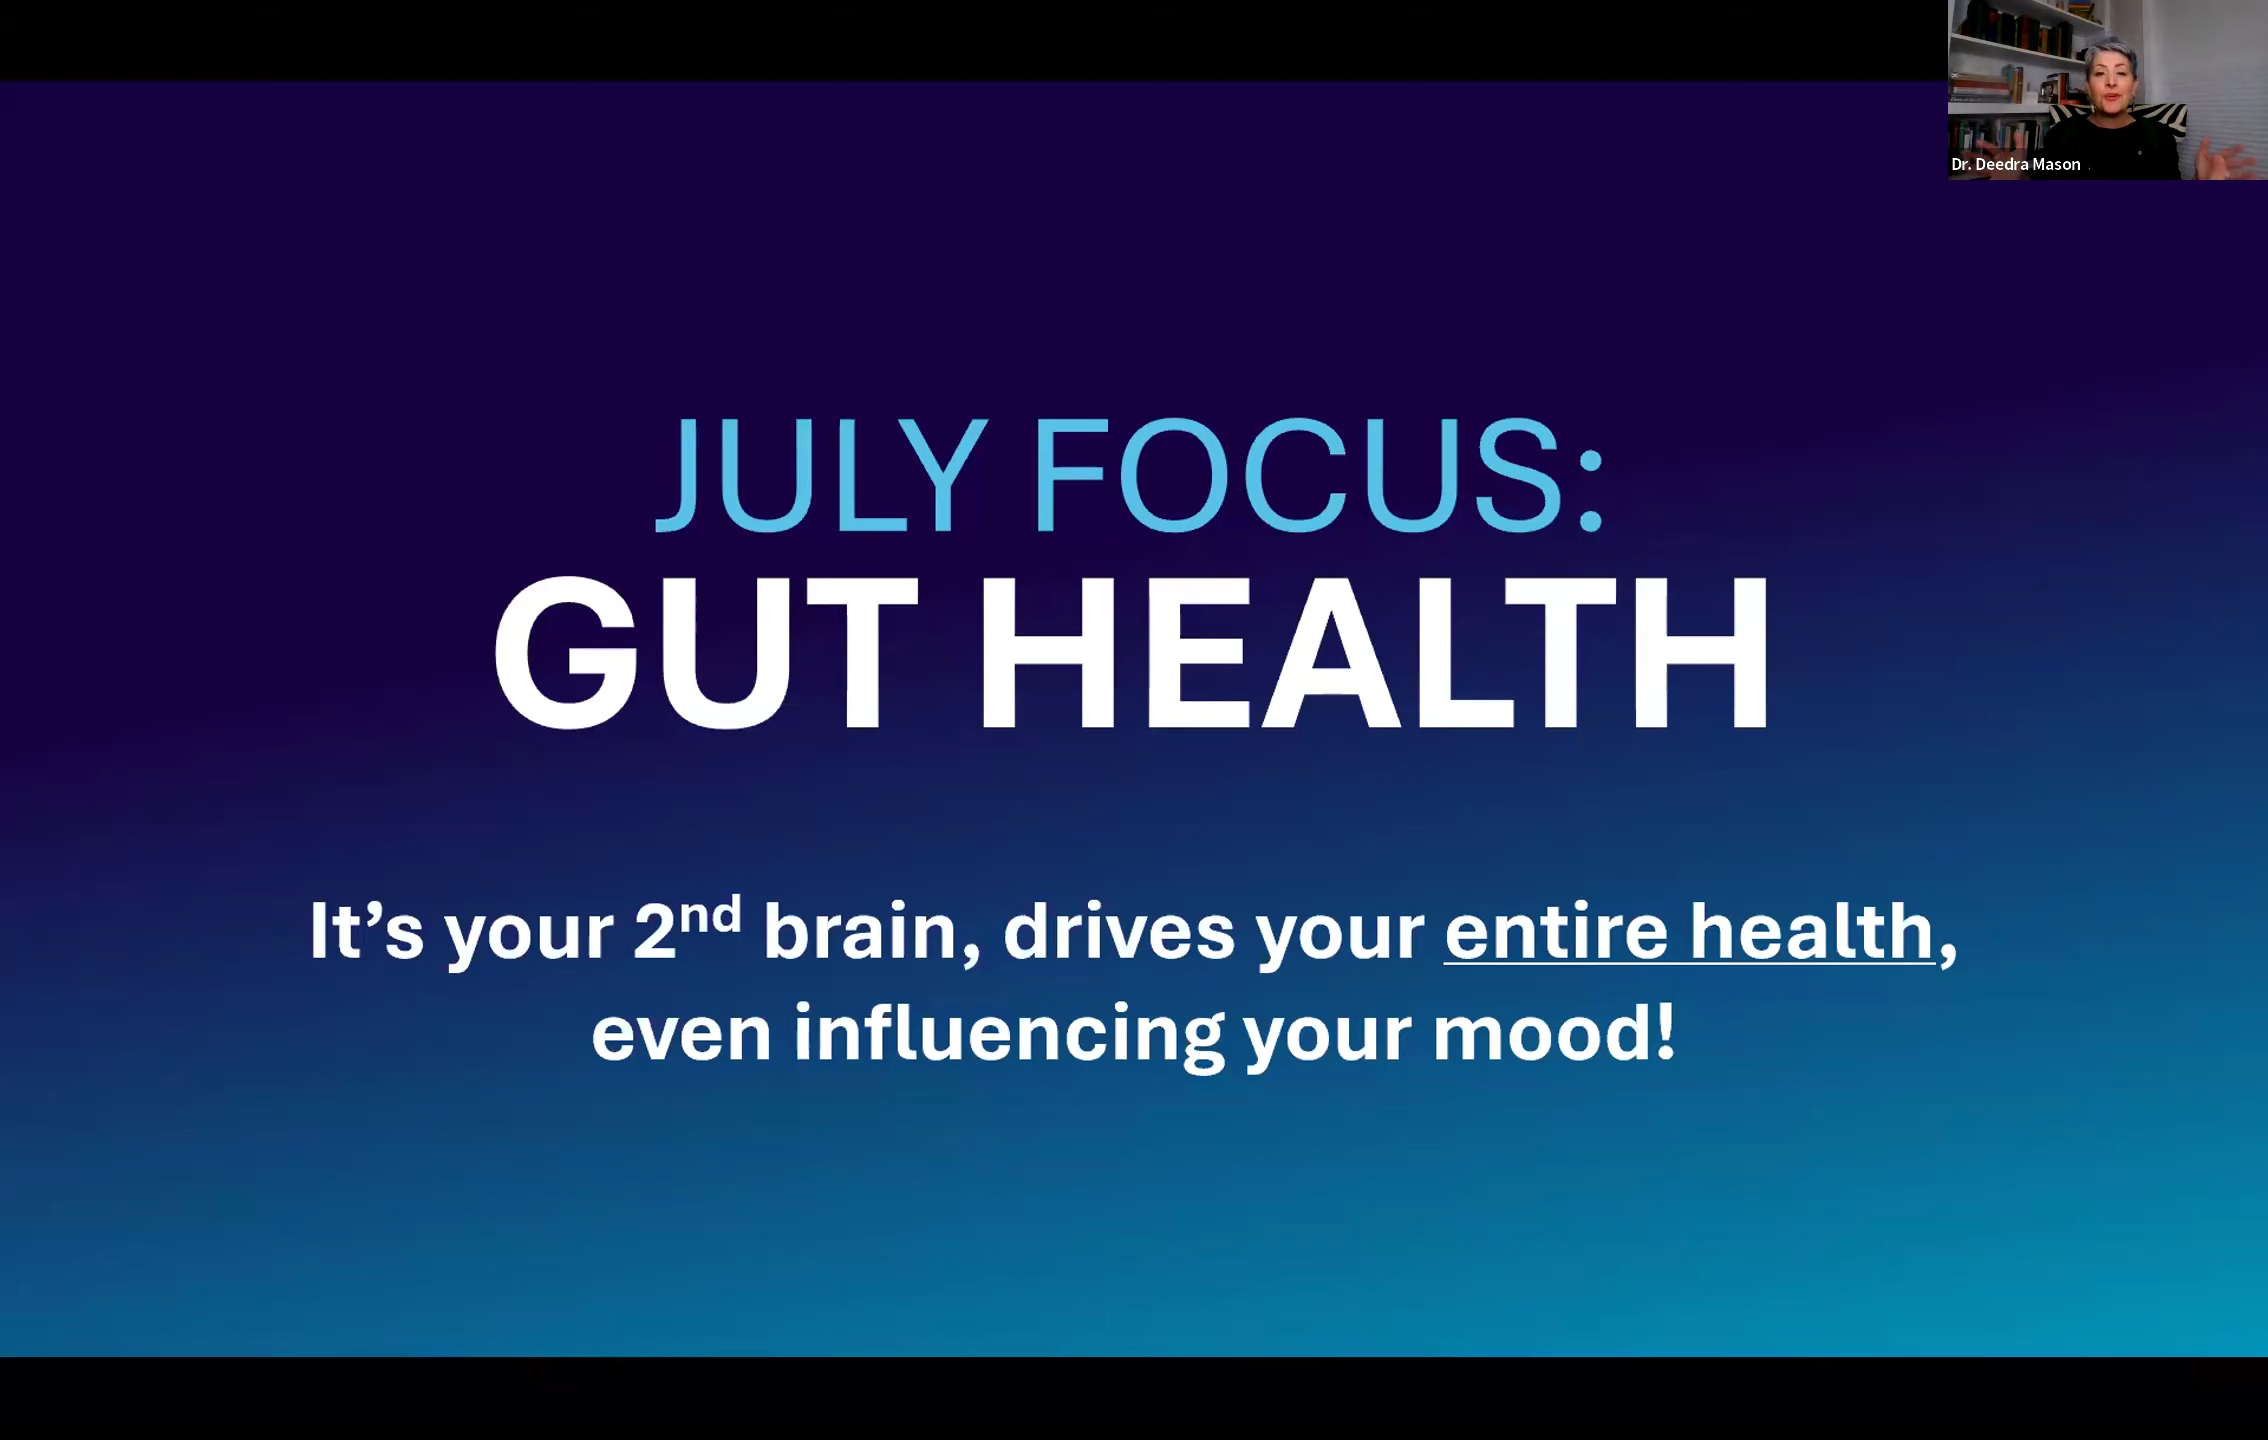 Dr. Deedra Mason
JULY FOCUS:
GUT HEALTH
It’s your 2nd brain, drives your entire health,
even influencing your mood!